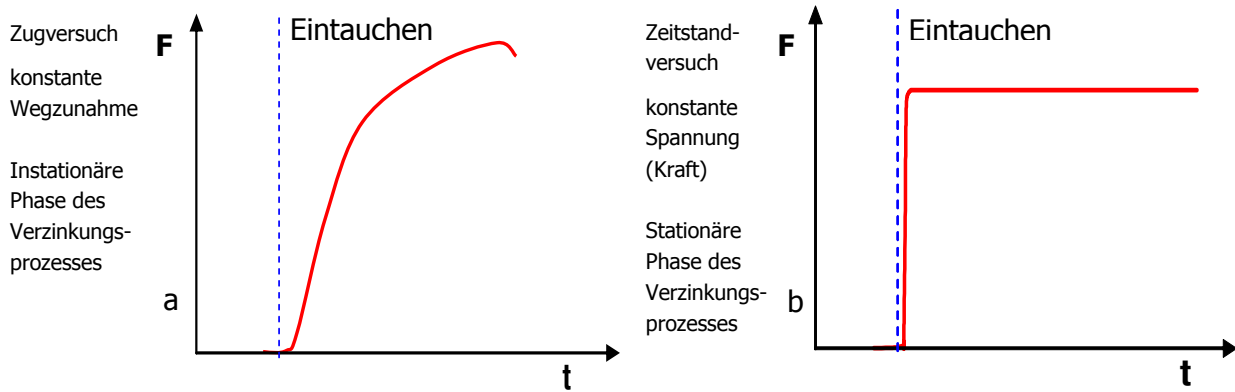 Zugversuch
konstante
Wegzunahme
Instationäre
Phase des
Verzinkungs-
prozesses
a
F
Eintauchen
t
Zeitstand-
versuch
konstante
Spannung
(Kraft)
Stationäre
Phase des
Verzinkungs-
prozesses
b
F
Eintauchen
t